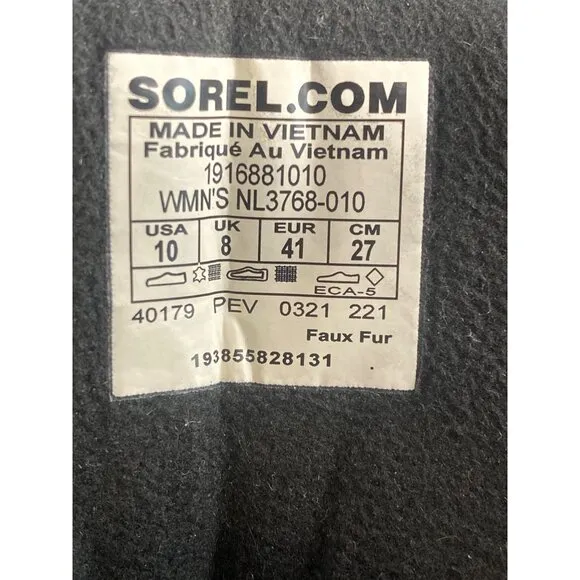 SOREL.COM
MADE IN VIETNAM
Fabriqué Au Vietnam
1916881010
WMN'S NL3768-010
USA UK EUR CM
10 8 41 27
ECA-5
40179 PEV 0321 221
Faux Fur
193855828131